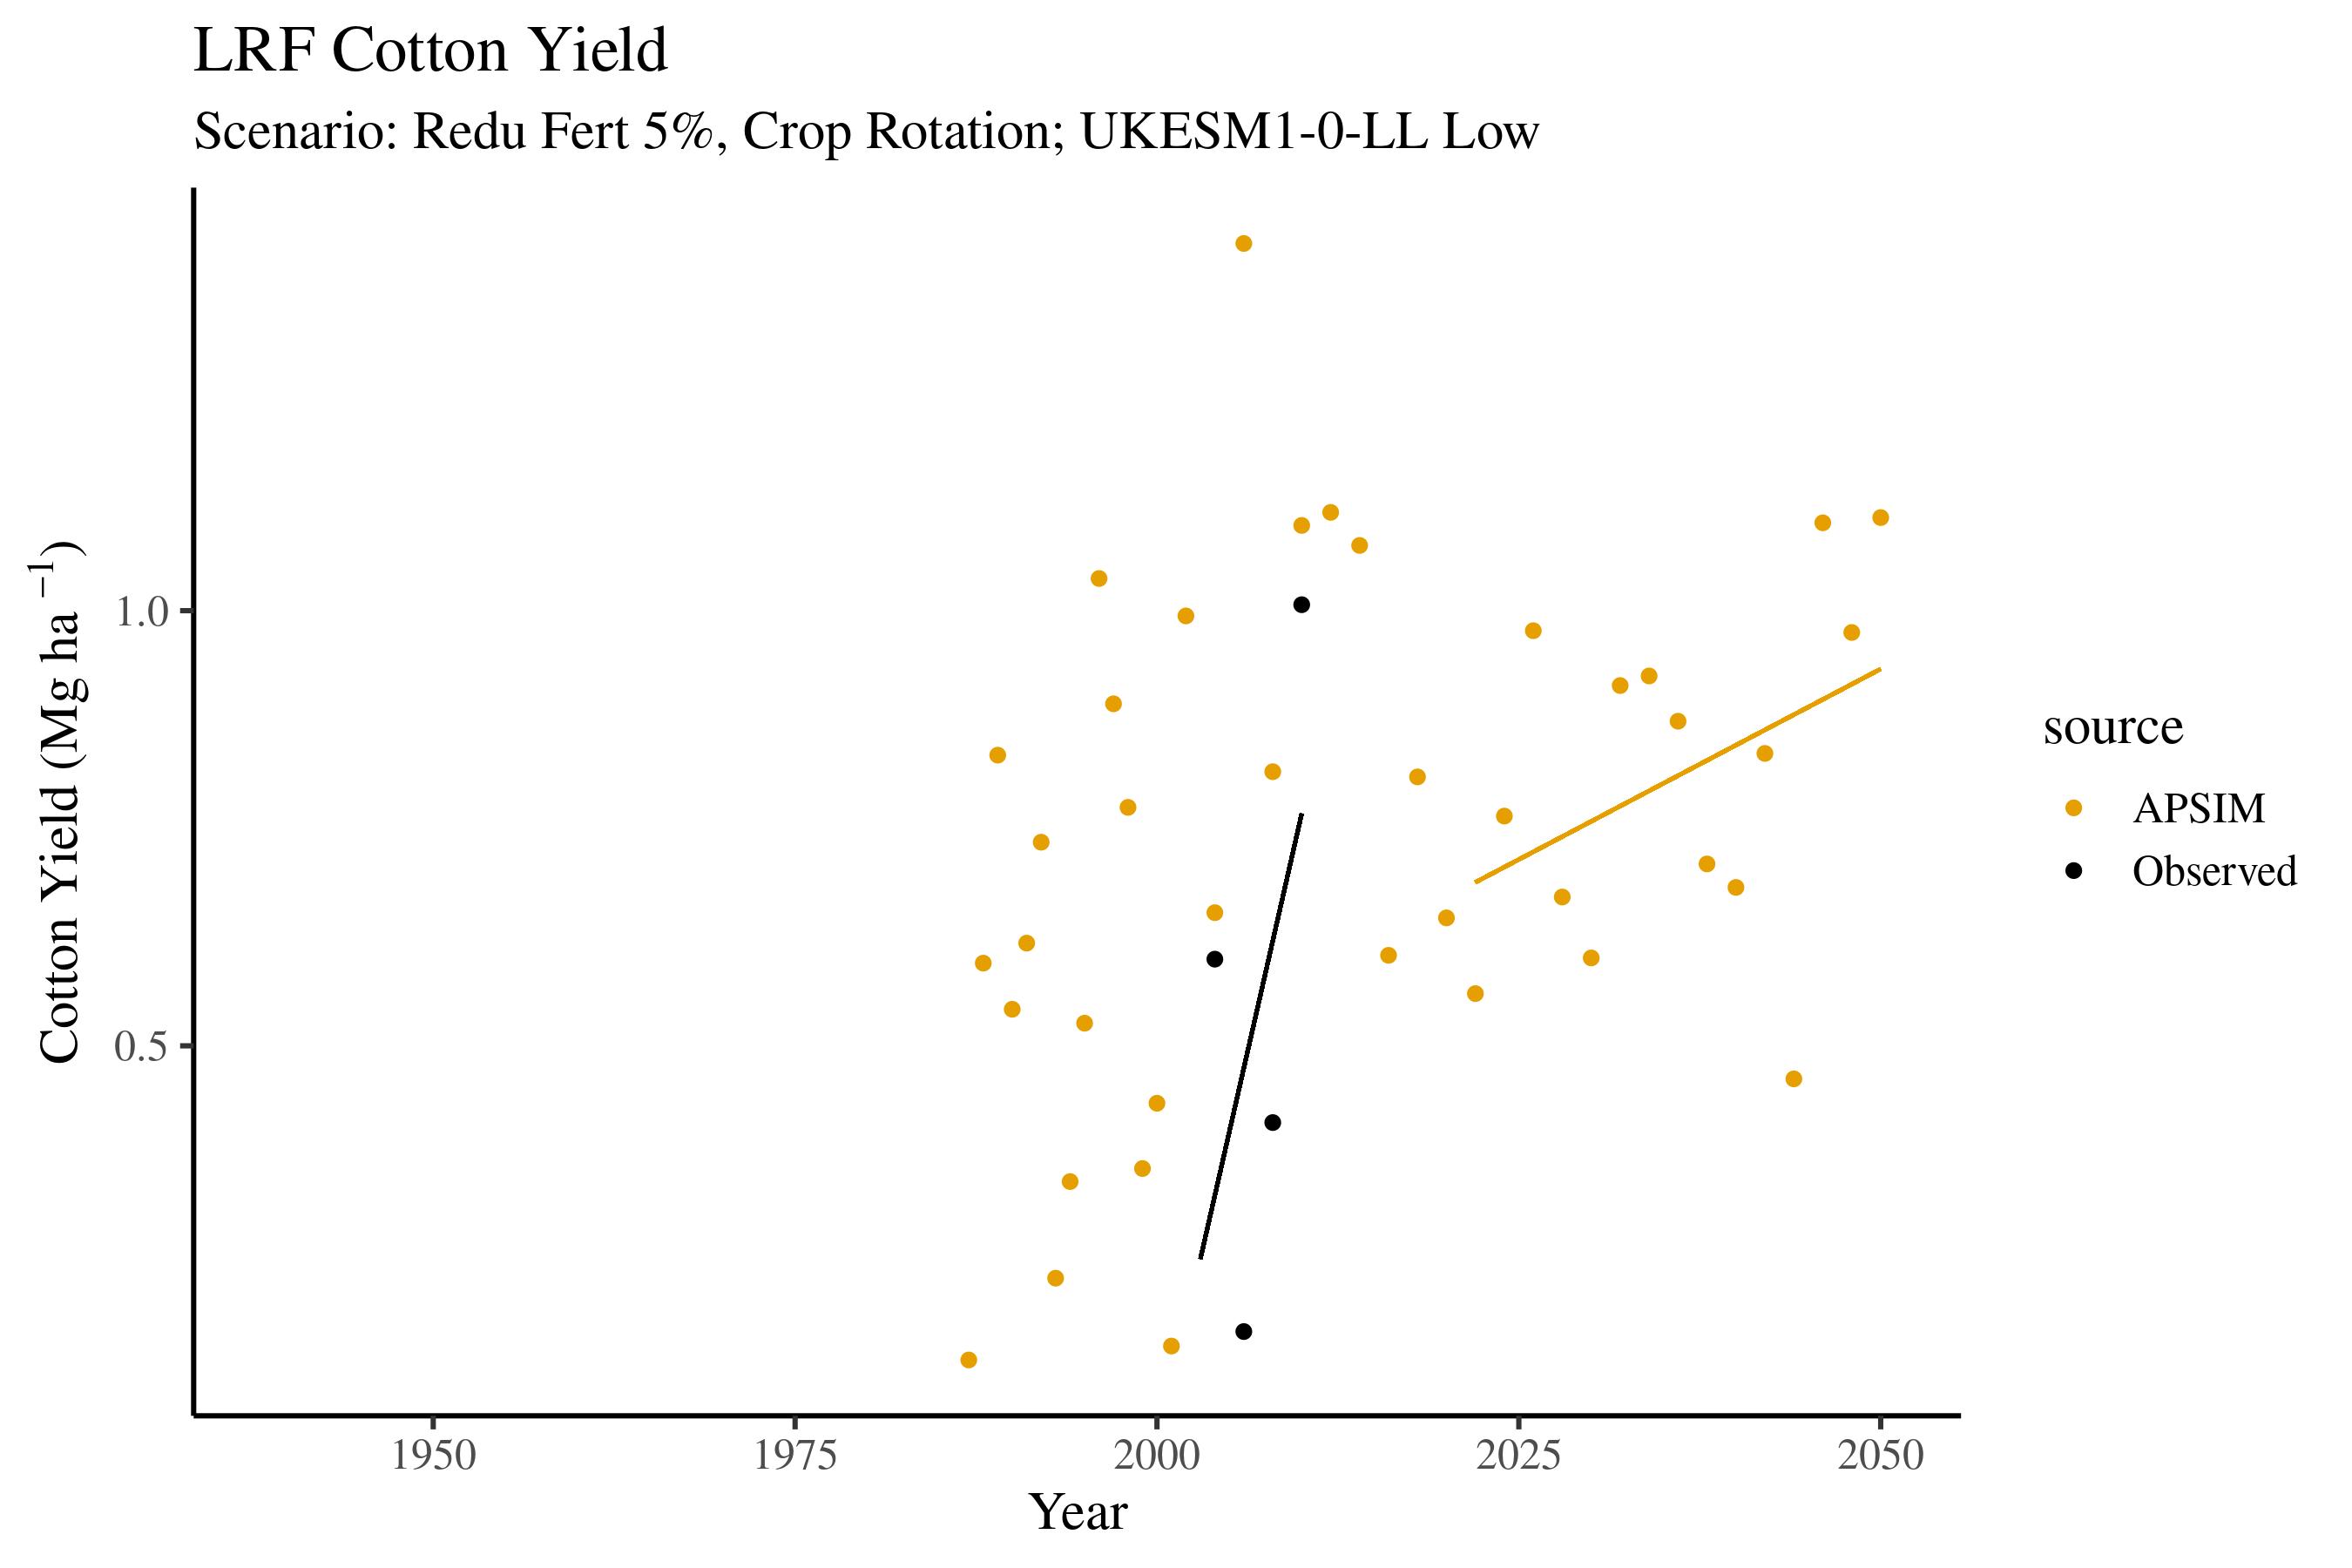 LRF Cotton Yield
Scenario: Redu Fert 5%, Crop Rotation; UKESM1-0-LL Low
Cotton Yield (Mg ha −1)
1.0
0.5
1950 1975 2000 2025 2050
Year
source
APSIM
Observed